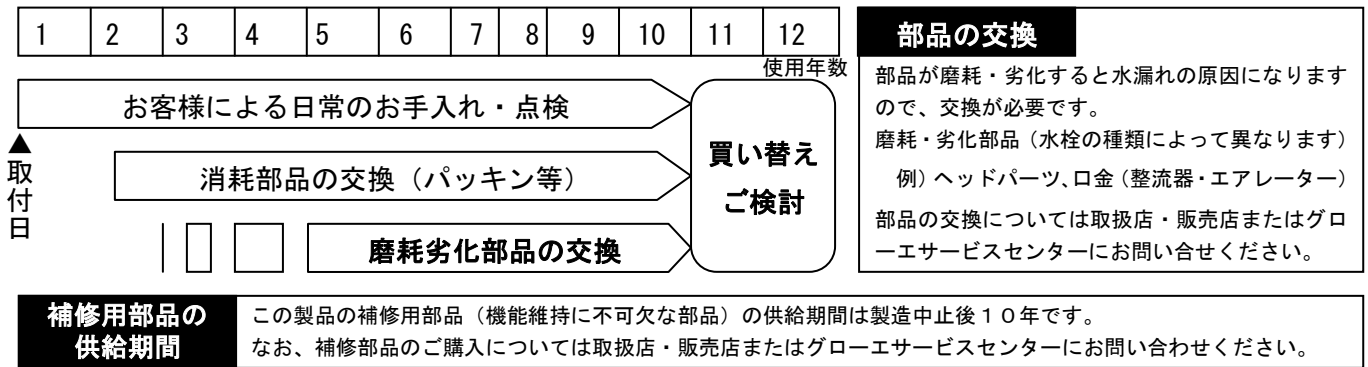 1 2 3 4 5 6 7 8 9 10 11 12
使用年数
お客様による日常のお手入れ・点検
▲取付日
消耗部品の交換（パッキン等）
磨耗劣化部品の交換
買い替え
ご検討
部品の交換
部品が磨耗・劣化すると水漏れの原因になります
ので、交換が必要です。
磨耗・劣化部品（水栓の種類によって異なります）
例）ヘッドパーツ、口金（整流器・エアレーター）
部品の交換については取扱店・販売店またはグロ
ーエサービスセンターにお問い合せください。
補修用部品の
供給期間
この製品の補修用部品（機能維持に不可欠な部品）の供給期間は製造中止後１０年です。
なお、補修部品のご購入については取扱店・販売店またはグローエサービスセンターにお問い合わせください。